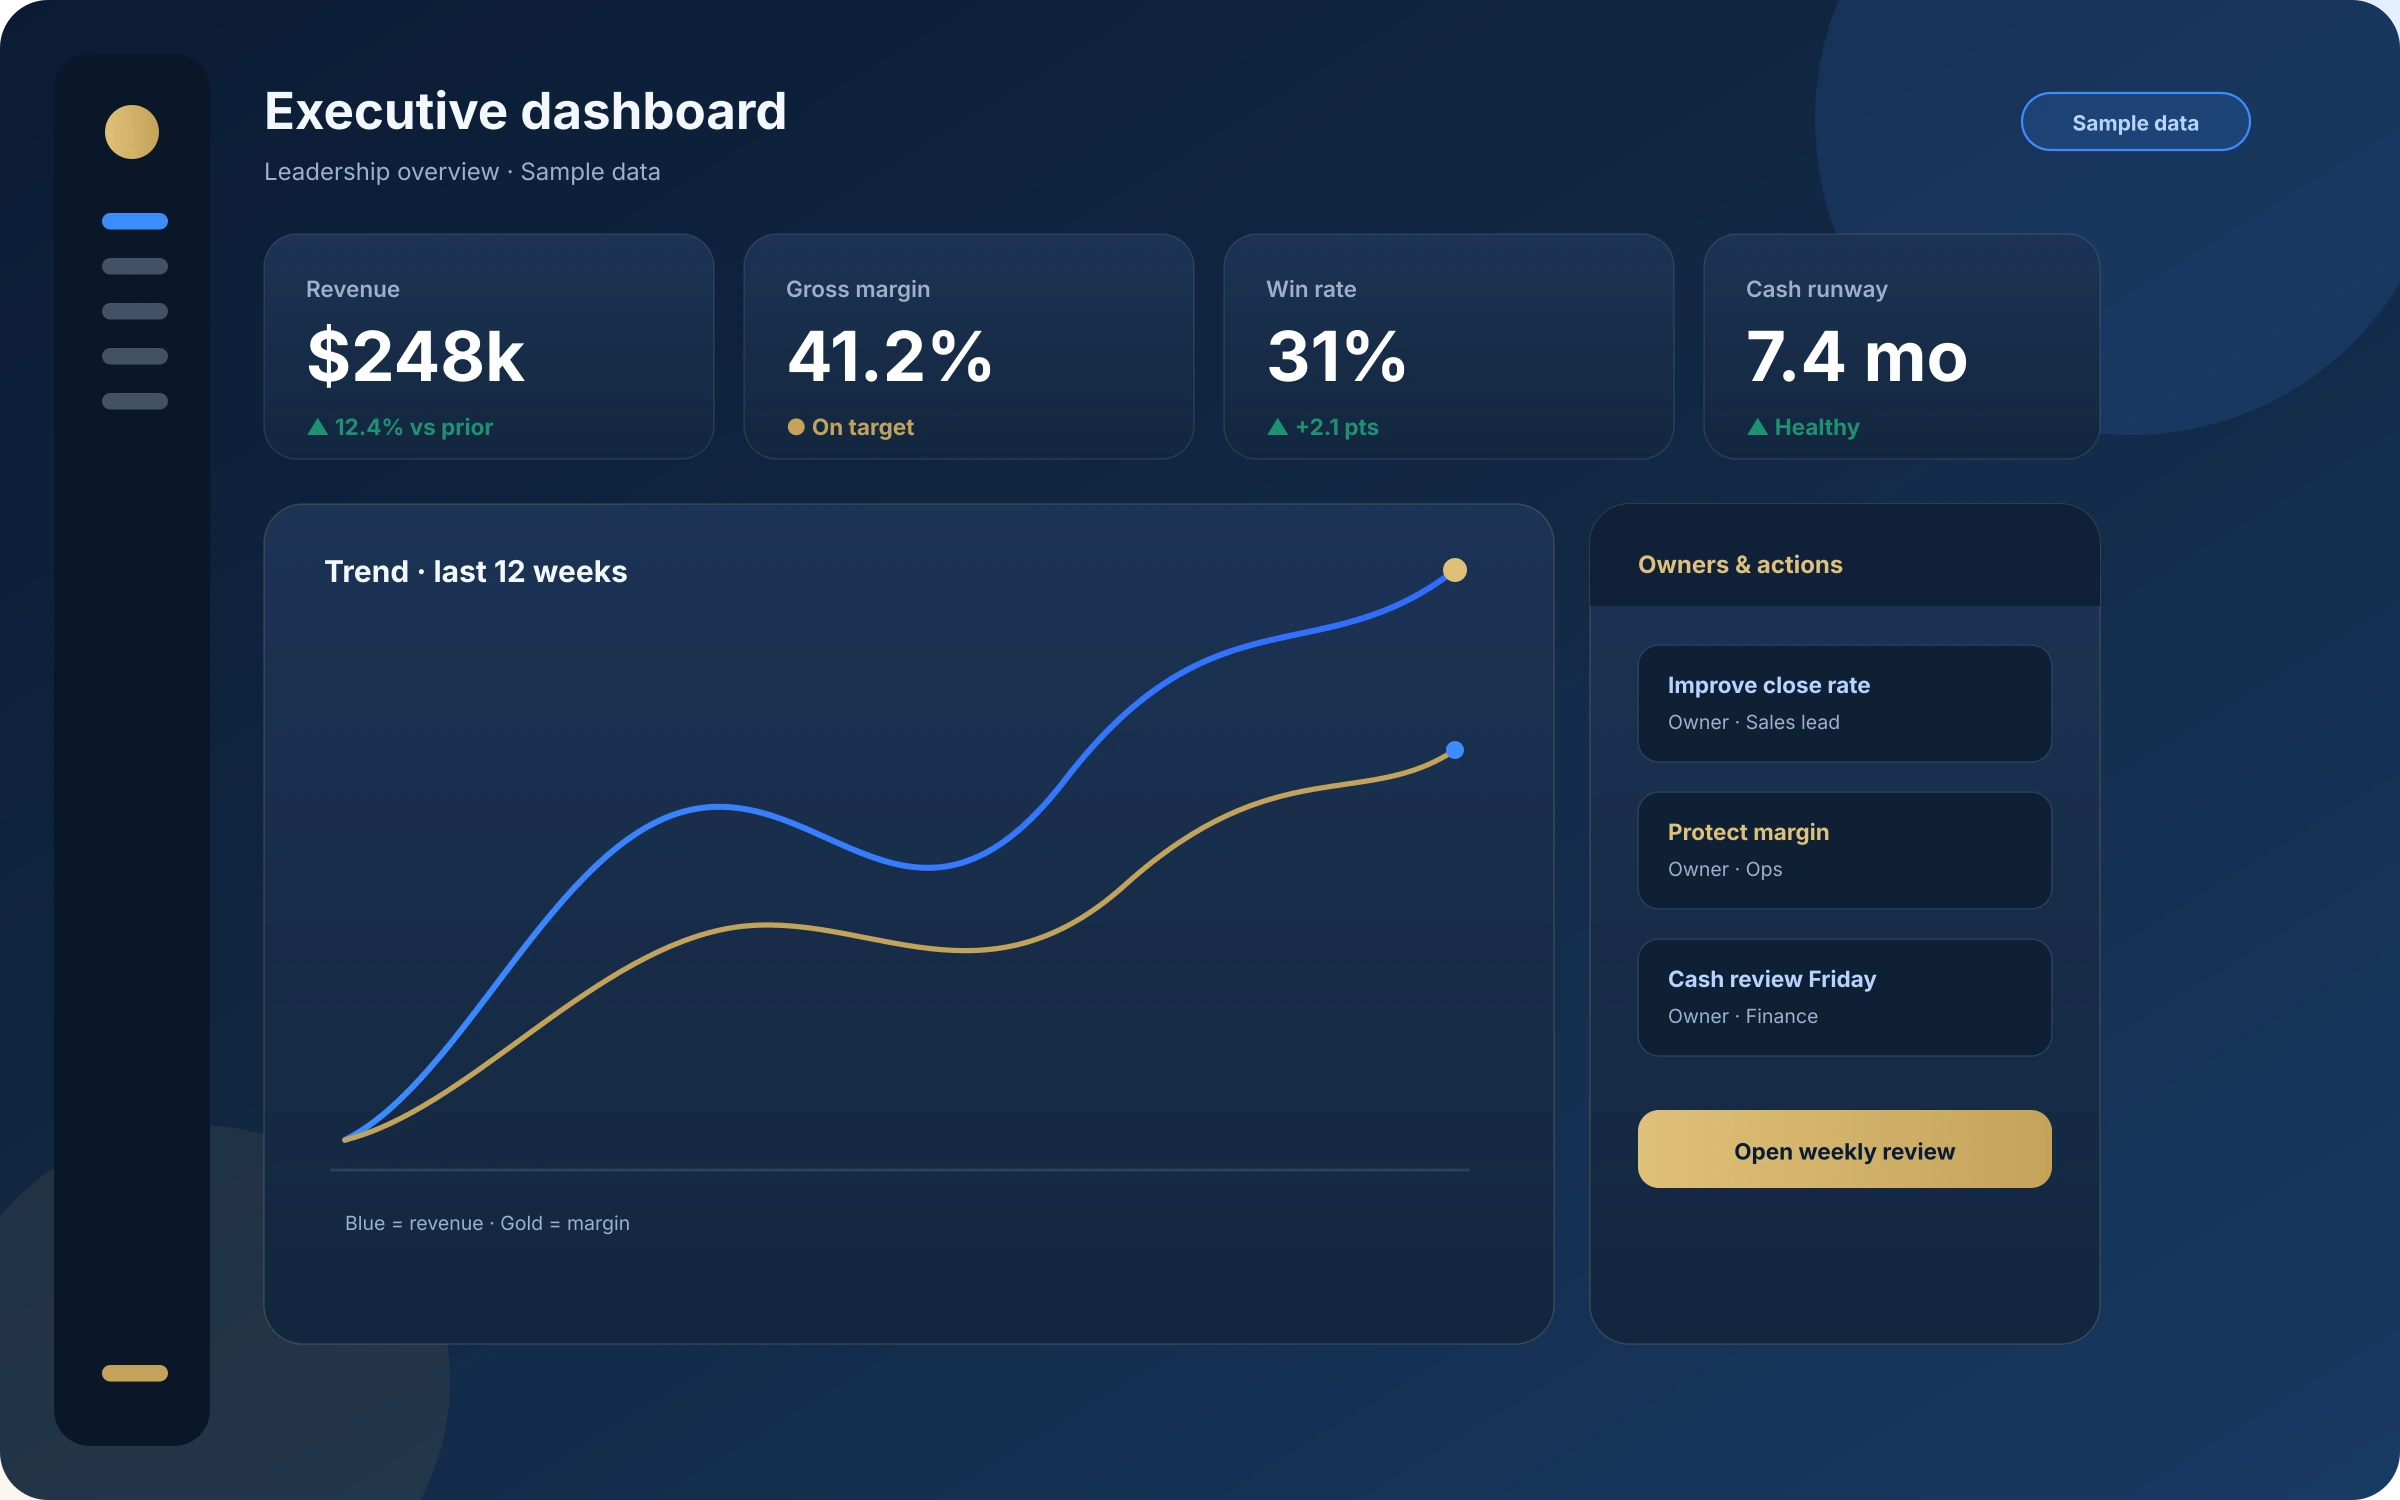 Executive dashboard
Leadership overview · Sample data
Sample data
Revenue
$248k
▲ 12.4% vs prior
Gross margin
41.2%
● On target
Win rate
31%
▲ +2.1 pts
Cash runway
7.4 mo
▲ Healthy
Trend · last 12 weeks
Blue = revenue · Gold = margin
Owners & actions
Improve close rate
Owner · Sales lead
Protect margin
Owner · Ops
Cash review Friday
Owner · Finance
Open weekly review